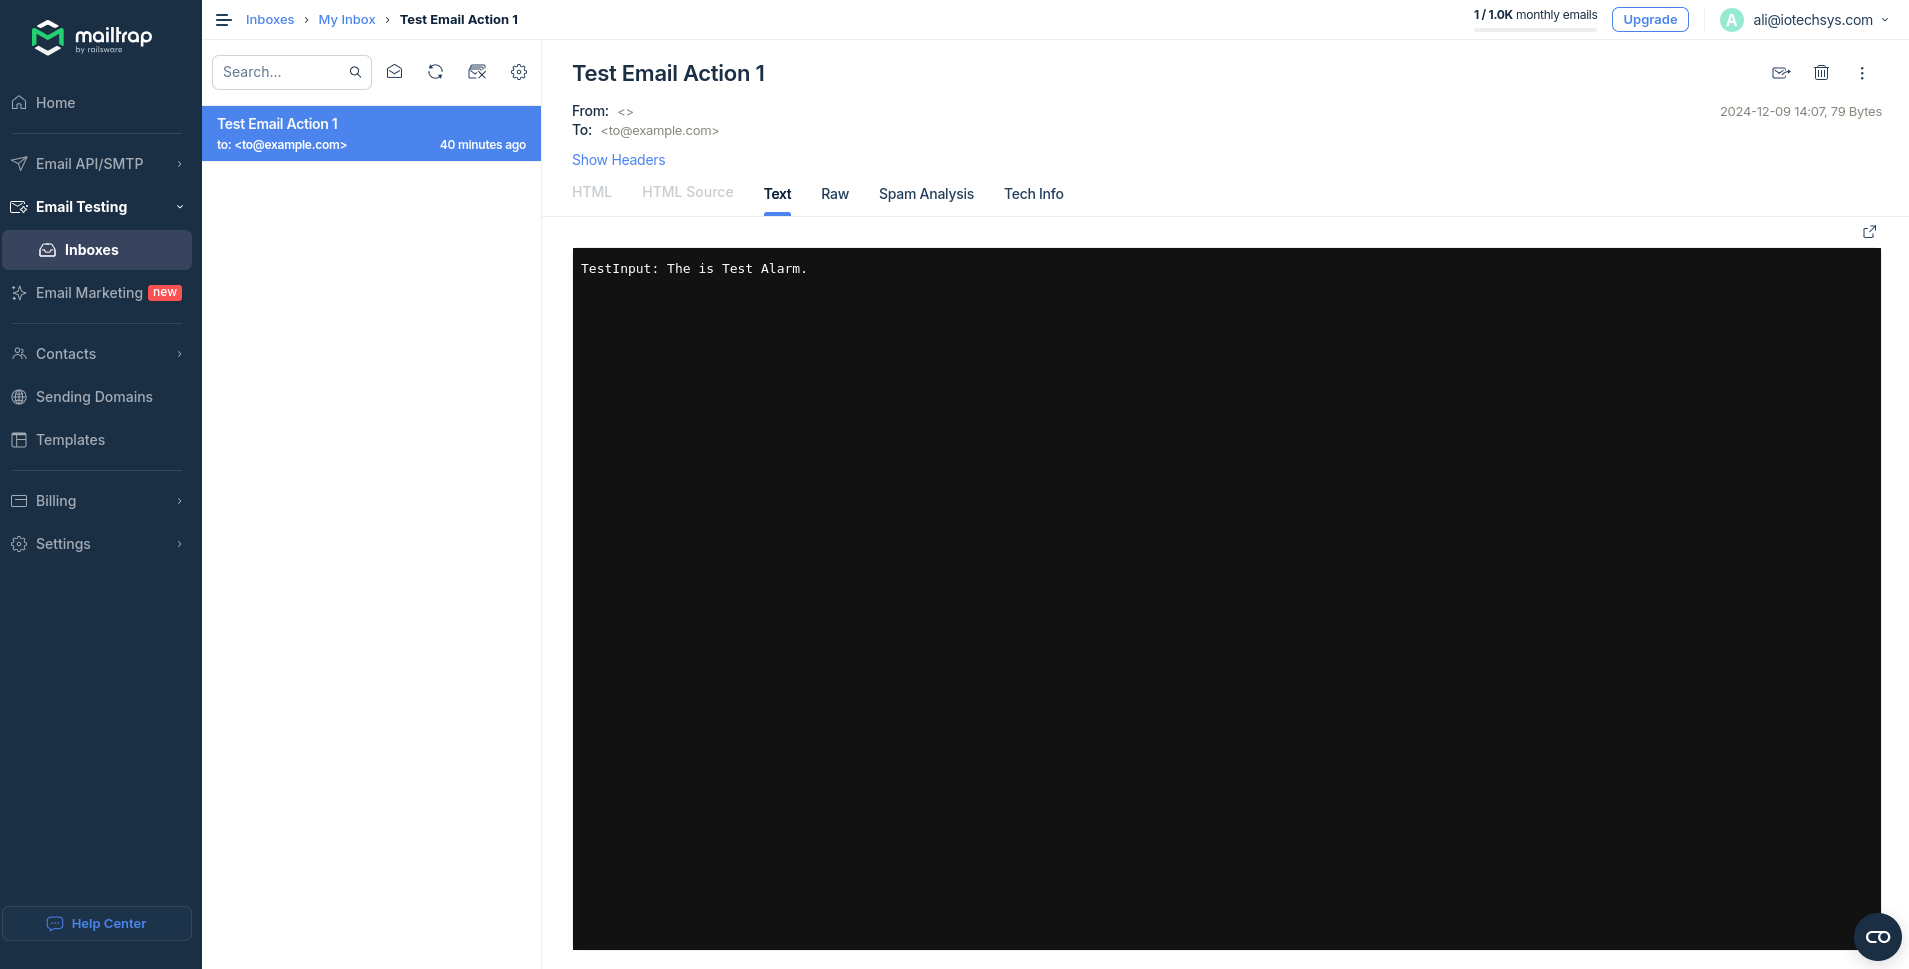 mailtrap
by railsware
Home
Email API/SMTP
Email Testing
Inboxes
Email Marketing new
Contacts
Sending Domains
Templates
Billing
Settings
Help Center
Inboxes › My Inbox › Test Email Action 1
1 / 1.0K monthly emails
Upgrade
A
ali@iotechsys.com
Search...
Test Email Action 1
to: <to@example.com> 40 minutes ago
Test Email Action 1
From: <>
2024-12-09 14:07, 79 Bytes
To: <to@example.com>
Show Headers
HTML HTML Source Text Raw Spam Analysis Tech Info
TestInput: The is Test Alarm.